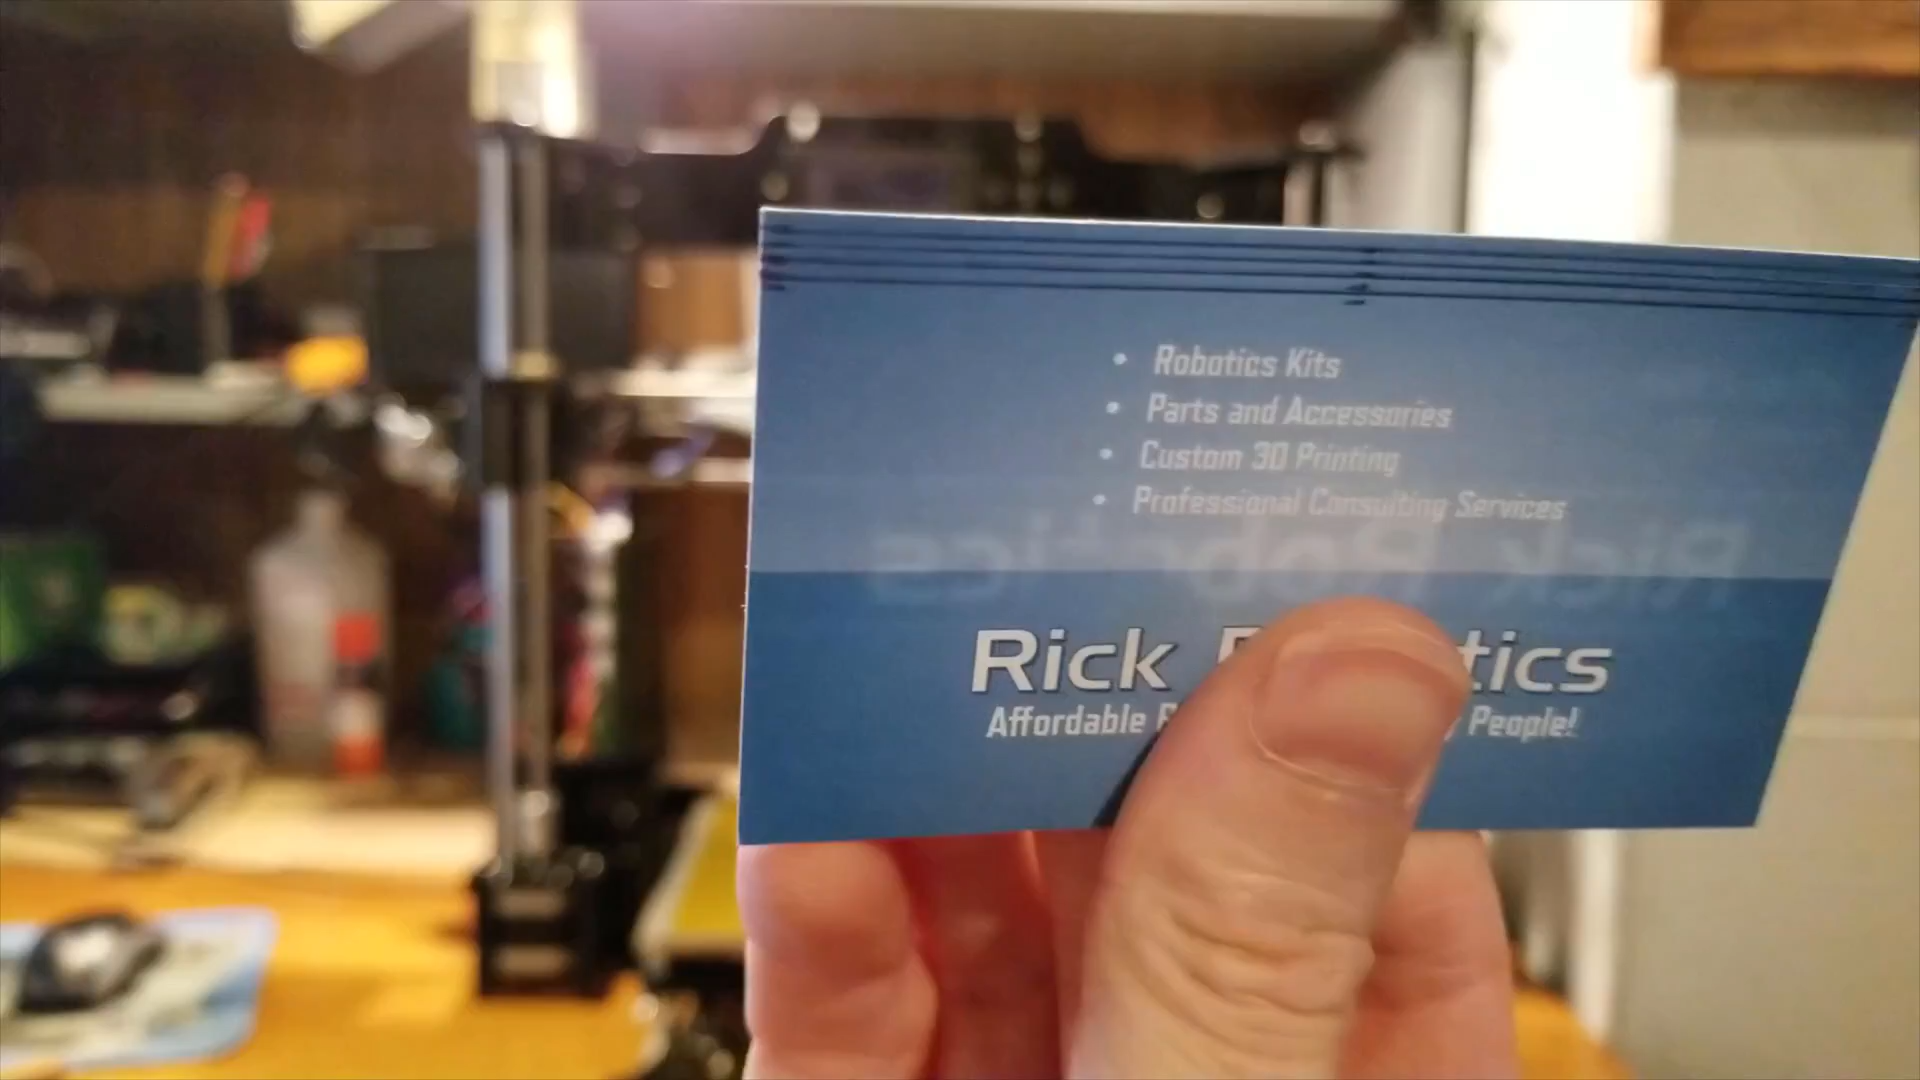 • Robotics Kits
• Parts and Accessories
• Custom 3D Printing
• Professional Consulting Services
Rick tics
Affordable People!